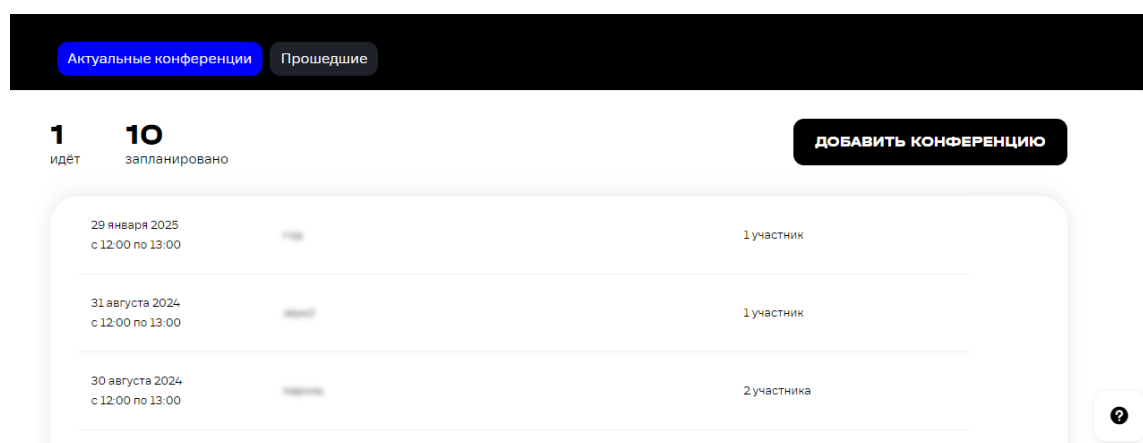 Актуальные конференции Прошедшие
1 10
идёт запланировано
ДОБАВИТЬ КОНФЕРЕНЦИЮ
29 января 2025
с 12:00 по 13:00
1 участник
31 августа 2024
с 12:00 по 13:00
1 участник
30 августа 2024
с 12:00 по 13:00
2 участника
?